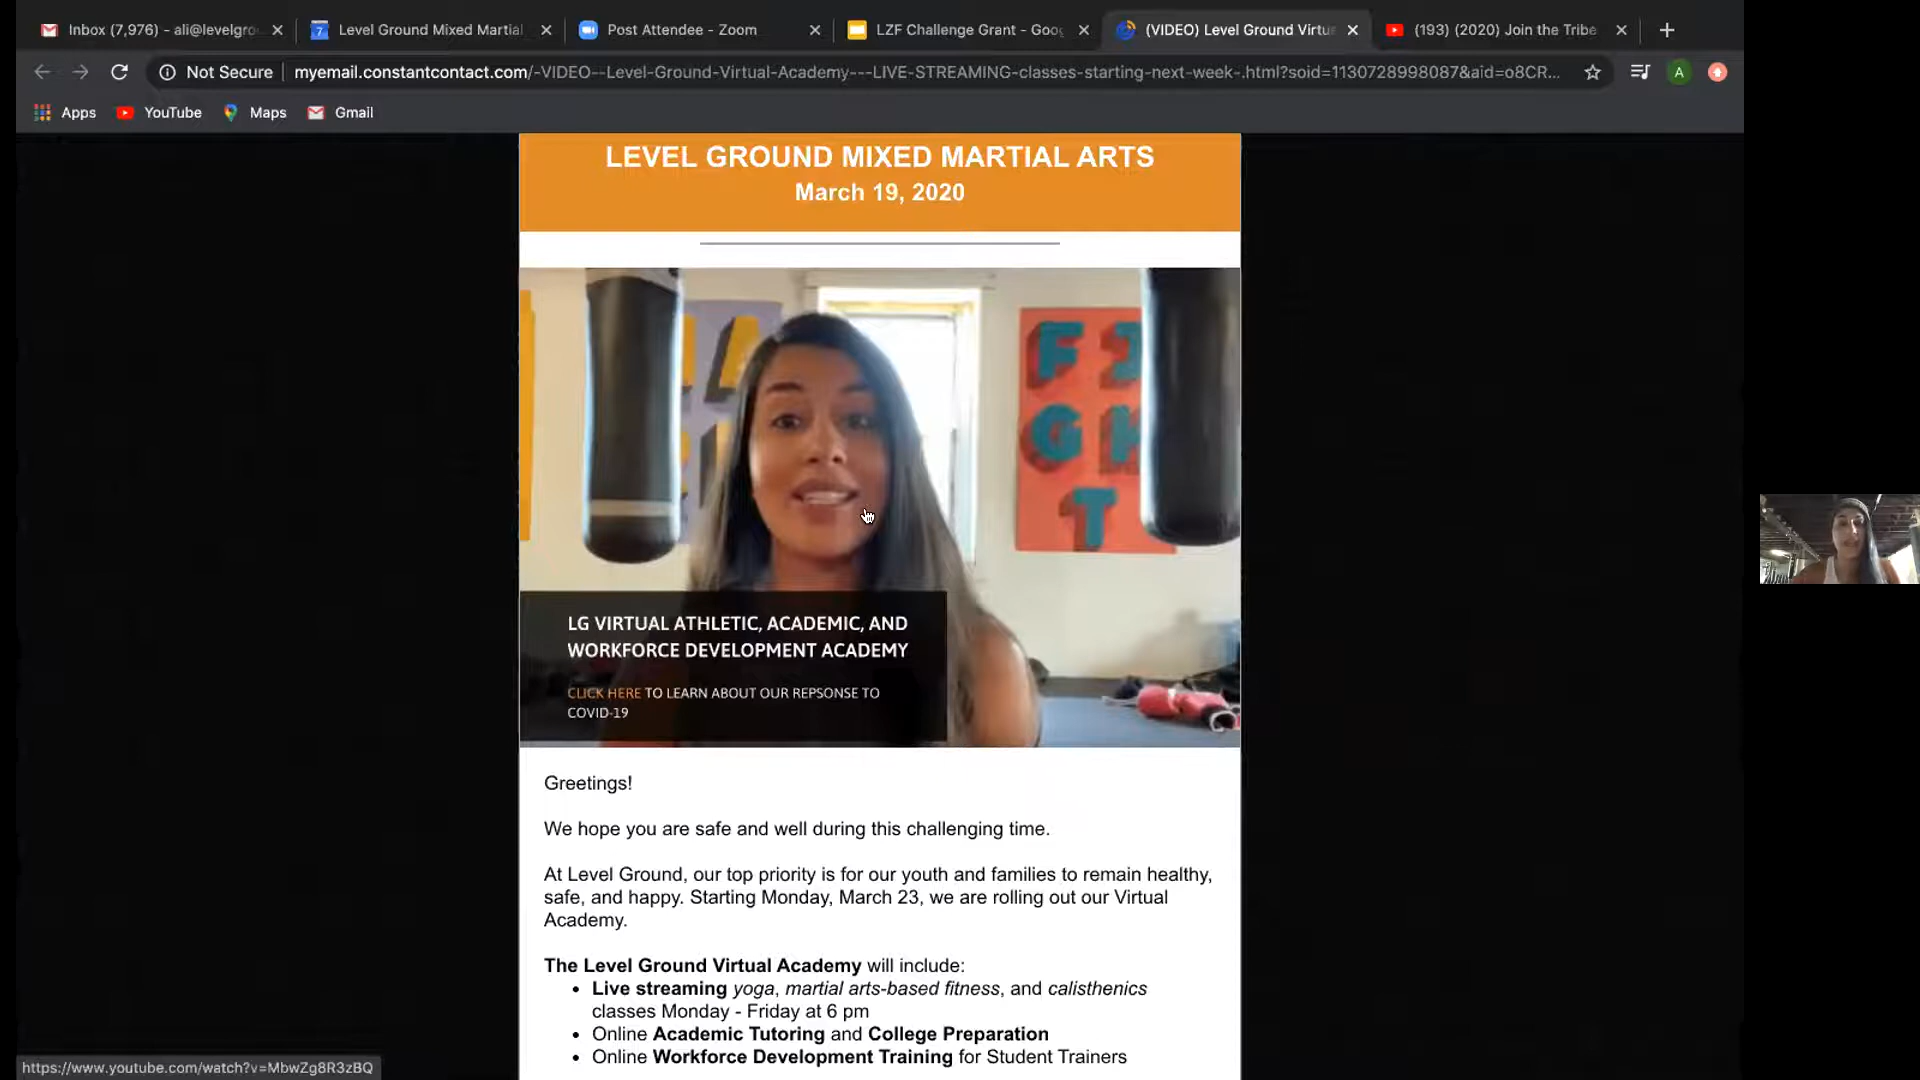 Inbox (7,976) - ali@levelgro
Level Ground Mixed Martial
Post Attendee - Zoom
LZF Challenge Grant - Goog
(VIDEO) Level Ground Virtu
(193) (2020) Join the Tribe
Not Secure
myemail.constantcontact.com/-VIDEO--Level-Ground-Virtual-Academy---LIVE-STREAMING-classes-starting-next-week-.html?soid=1130728998087&aid=o8CR...
A
Apps
YouTube
Maps
Gmail
LEVEL GROUND MIXED MARTIAL ARTS
March 19, 2020
FI
GH
T
LG VIRTUAL ATHLETIC, ACADEMIC, AND
WORKFORCE DEVELOPMENT ACADEMY
CLICK HERE TO LEARN ABOUT OUR REPSONSE TO
COVID-19
Greetings!
We hope you are safe and well during this challenging time.
At Level Ground, our top priority is for our youth and families to remain healthy,
safe, and happy. Starting Monday, March 23, we are rolling out our Virtual
Academy.
The Level Ground Virtual Academy will include:
• Live streaming yoga, martial arts-based fitness, and calisthenics
classes Monday - Friday at 6 pm
• Online Academic Tutoring and College Preparation
• Online Workforce Development Training for Student Trainers
https://www.youtube.com/watch?v=MbwZg8R3zBQ